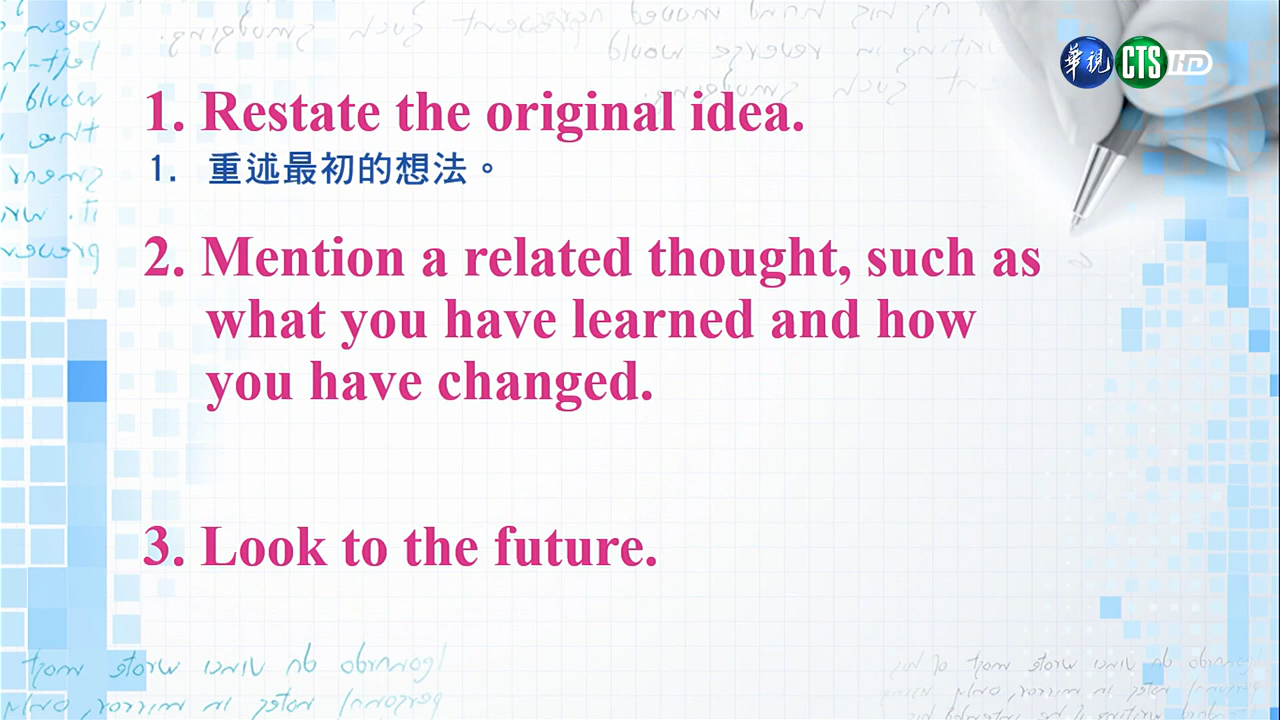 華視 CTS HD
1. Restate the original idea.
1. 重述最初的想法。
2. Mention a related thought, such as
what you have learned and how
you have changed.
3. Look to the future.